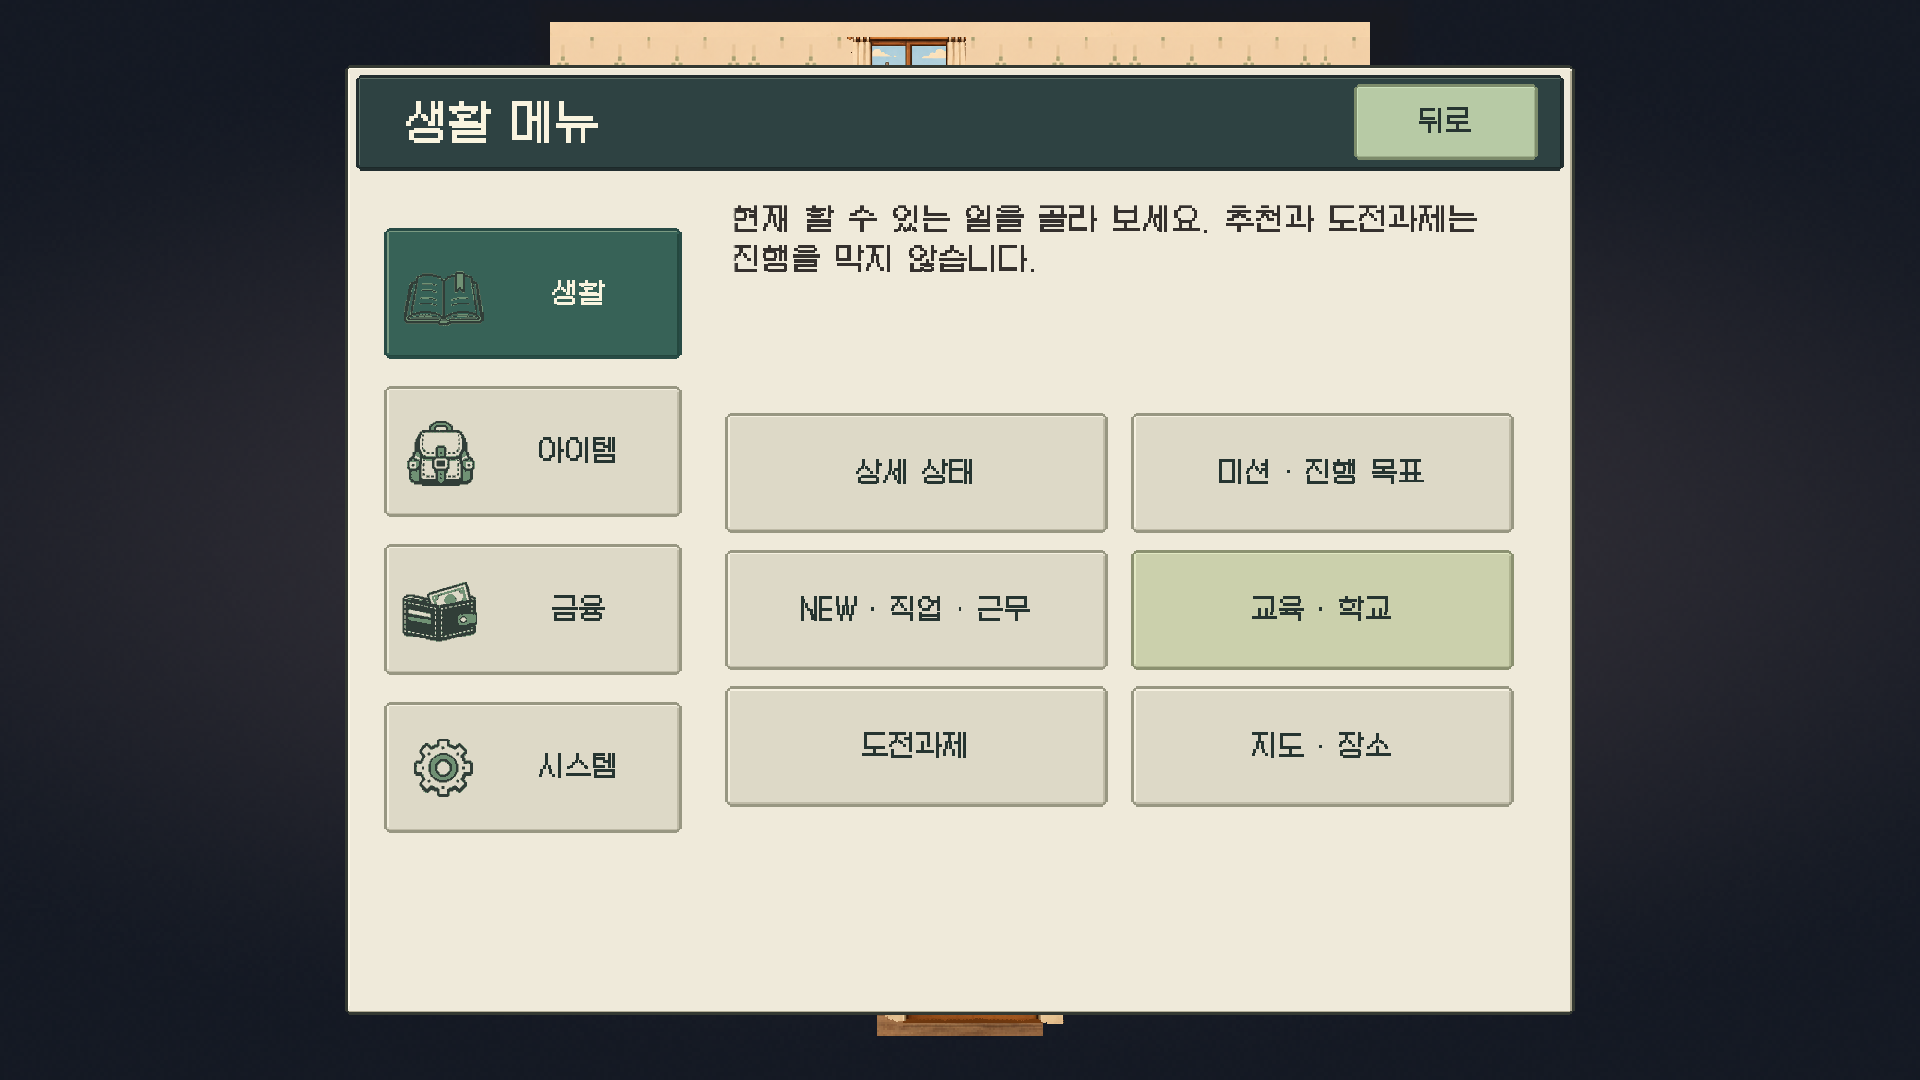 생활 메뉴
뒤로
현재 할 수 있는 일을 골라 보세요. 추천과 도전과제는
진행을 막지 않습니다.
생활
아이템
금융
시스템
상세 상태
미션 · 진행 목표
NEW · 직업 · 근무
교육 · 학교
도전과제
지도 · 장소